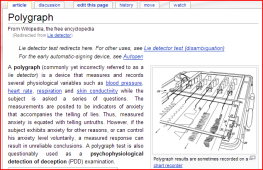 article discussion edit this page history move watch
Polygraph
From Wikipedia, the free encyclopedia
(Redirected from Lie detector)
Lie detector test redirects here. For other uses, see Lie detector test (disambiguation)
For the early automatic-signing device, see Autopen
A polygraph (commonly yet incorrectly referred to as a
lie detector) is a device that measures and records
several physiological variables such as blood pressure,
heart rate, respiration and skin conductivity while the
subject is asked a series of questions. The
measurements are posited to be indicators of anxiety
that accompanies the telling of lies. Thus, measured
anxiety is equated with telling untruths. However, if the
subject exhibits anxiety for other reasons, or can control
his anxiety level voluntarily, a measured response can
result in unreliable conclusions. A polygraph test is also
questionably used as a psychophysiological
detection of deception (PDD) examination.
Polygraph results are sometimes recorded on a
chart recorder